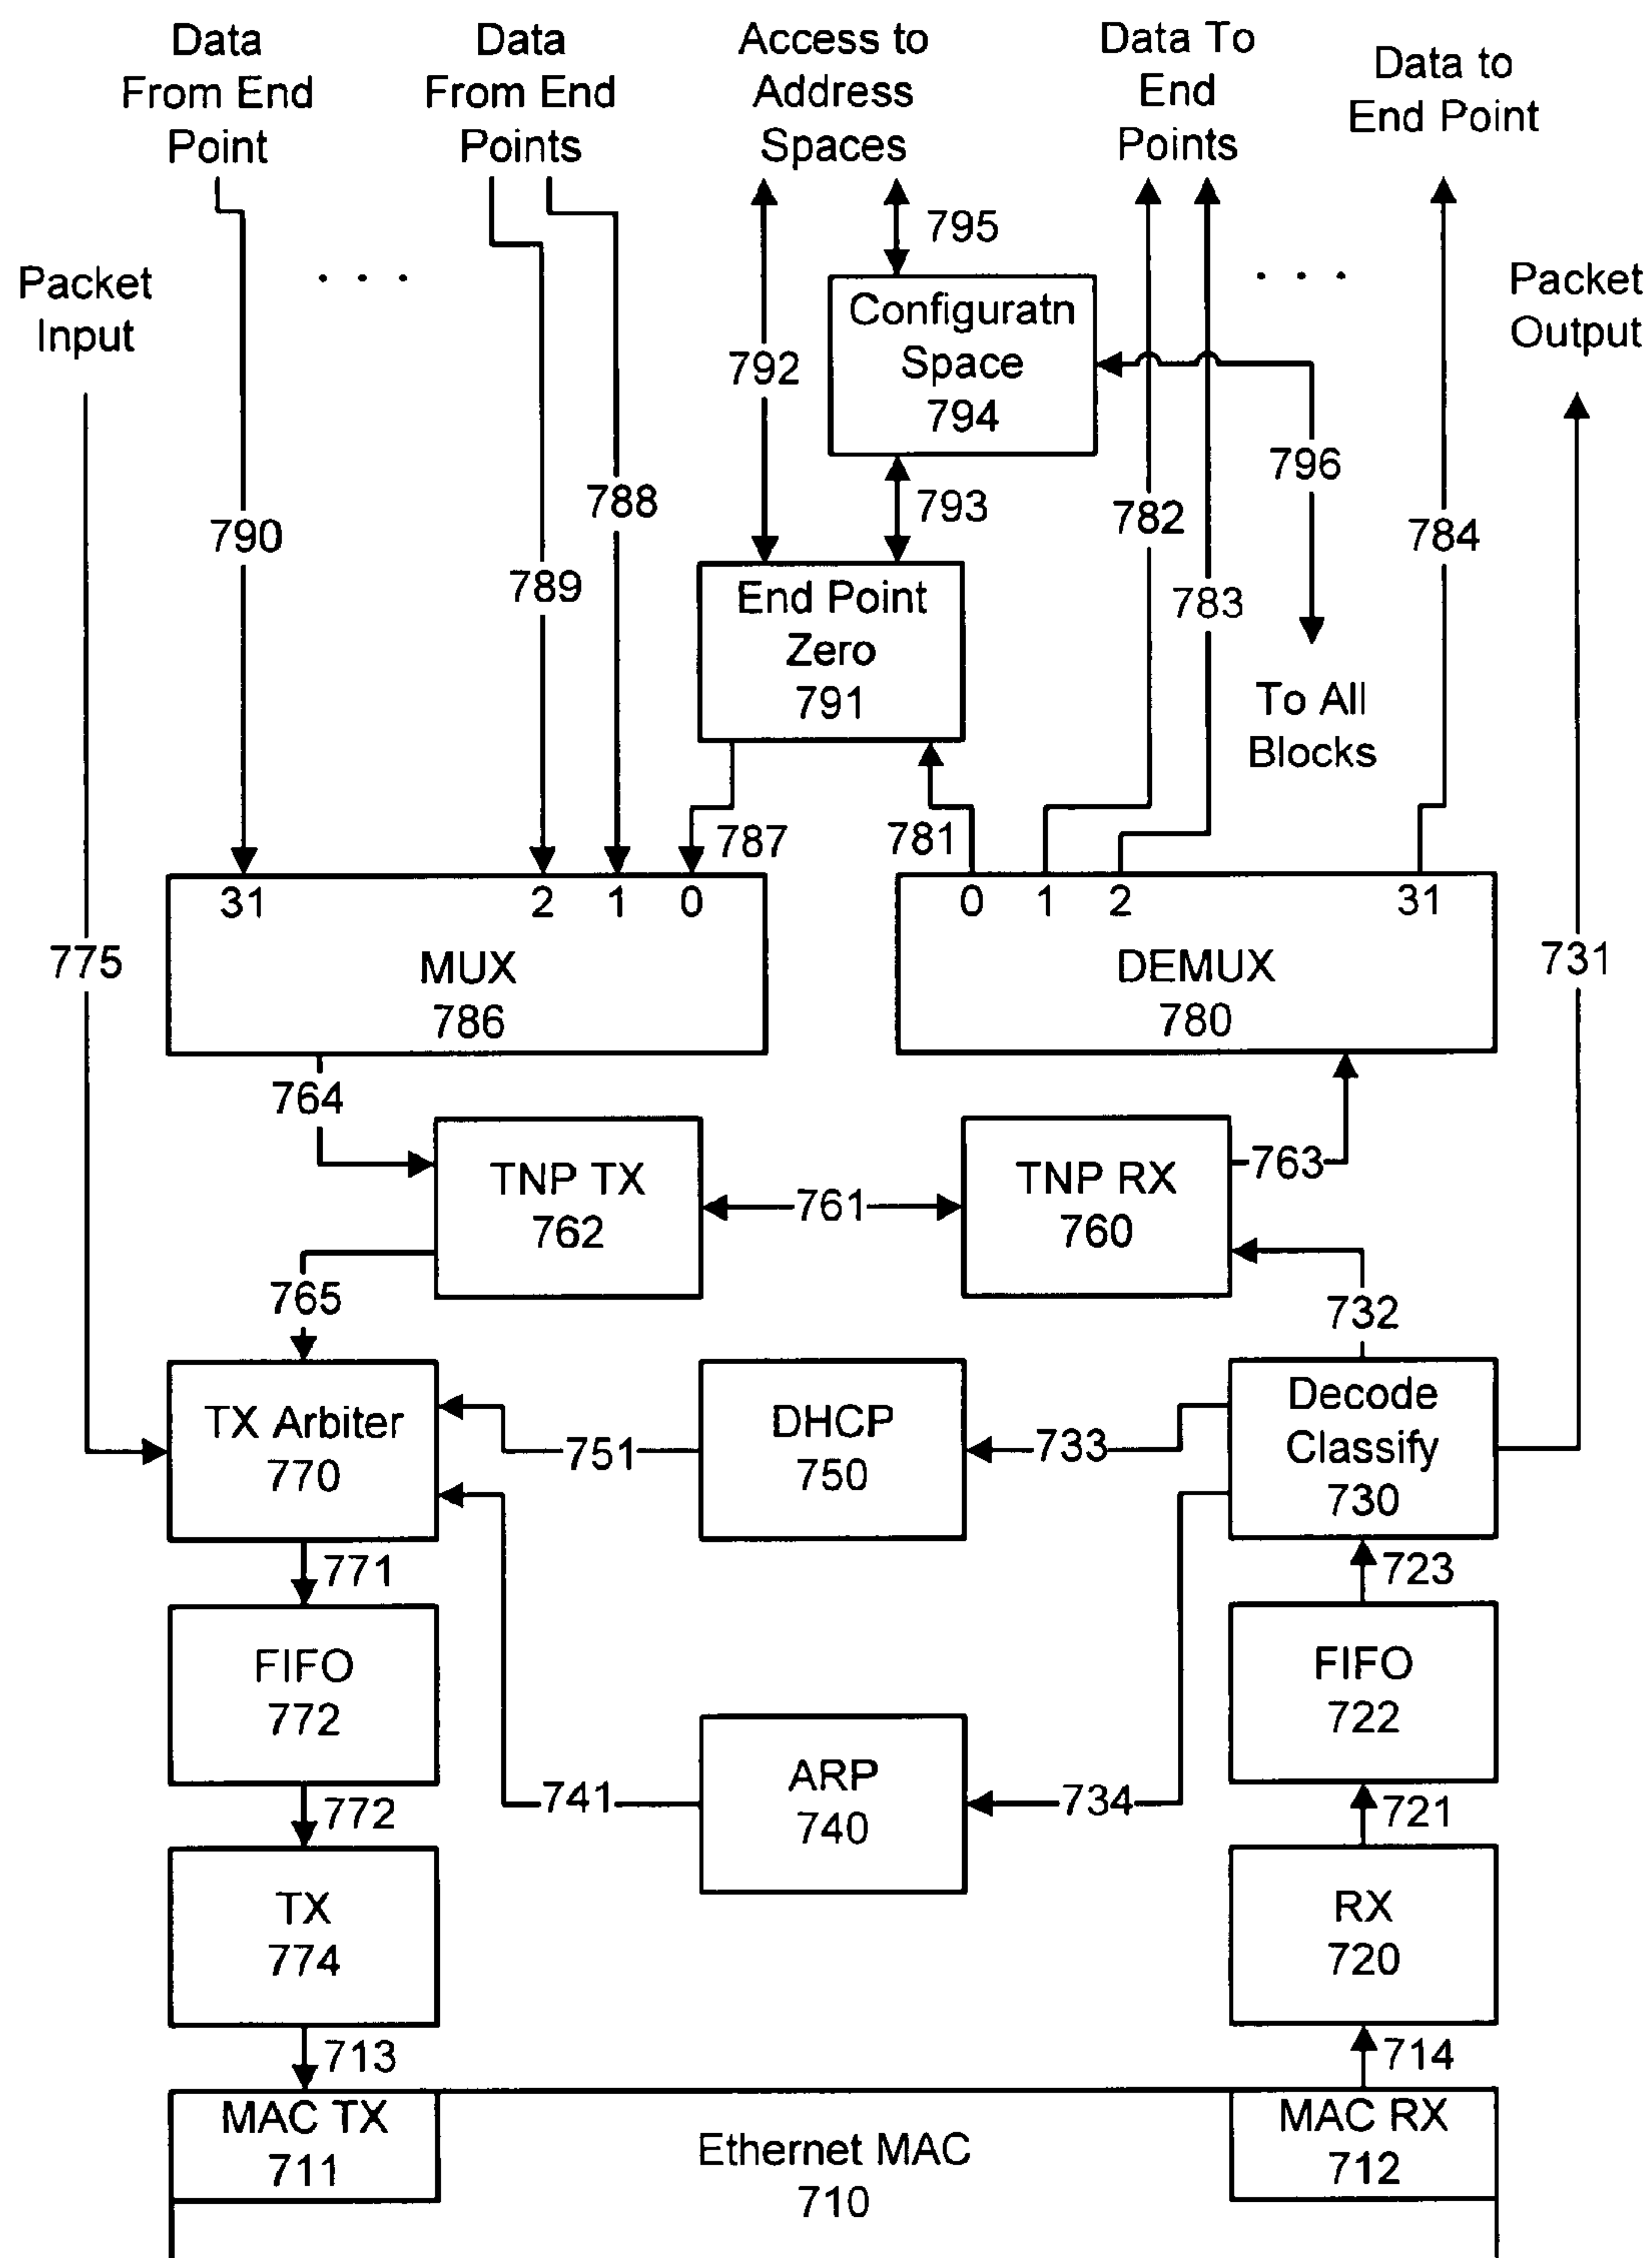 Data
From End
Point
Data
From End
Points
Access to
Address
Spaces
Data To
End
Points
Data to
End Point
Packet
Input
. . .
795
Configuratn
Space
794
. . .
Packet
Output
792
796
793
788
790
789
782
783
784
End Point
Zero
791
To All
Blocks
787
781
31
2
1
0
MUX
786
0
1
2
31
DEMUX
780
775
731
764
TNP TX
762
761
TNP RX
760
763
765
732
TX Arbiter
770
751
DHCP
750
733
Decode
Classify
730
771
723
FIFO
772
FIFO
722
741
ARP
740
734
772
721
TX
774
RX
720
713
714
MAC TX
711
Ethernet MAC
710
MAC RX
712